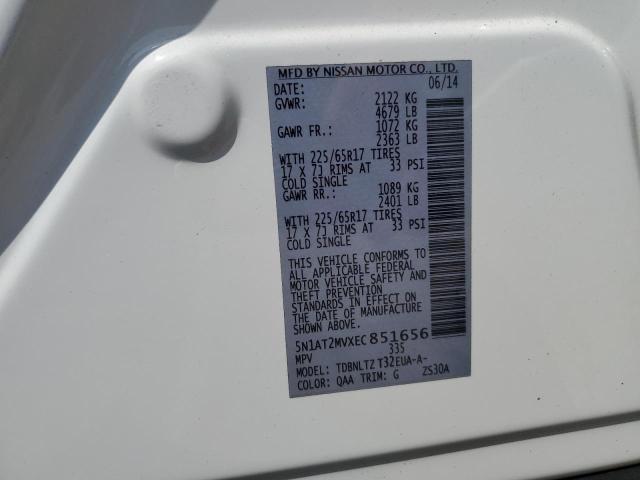 MFD BY NISSAN MOTOR CO., LTD.
DATE: 06/14
GVWR: 2122 KG
4679 LB
GAWR FR.: 1072 KG
2363 LB
WITH 225/65R17 TIRES
17 X 7J RIMS AT 33 PSI
COLD SINGLE
GAWR RR.: 1089 KG
2401 LB
WITH 225/65R17 TIRES
17 X 7J RIMS AT 33 PSI
COLD SINGLE
THIS VEHICLE CONFORMS TO
ALL APPLICABLE FEDERAL
MOTOR VEHICLE SAFETY AND
THEFT PREVENTION
STANDARDS IN EFFECT ON
THE DATE OF MANUFACTURE
SHOWN ABOVE.
5N1AT2MVXEC851656
MPV 335
MODEL: TDBNLTZ T32EUA-A-
COLOR: QAA TRIM: G ZS30A